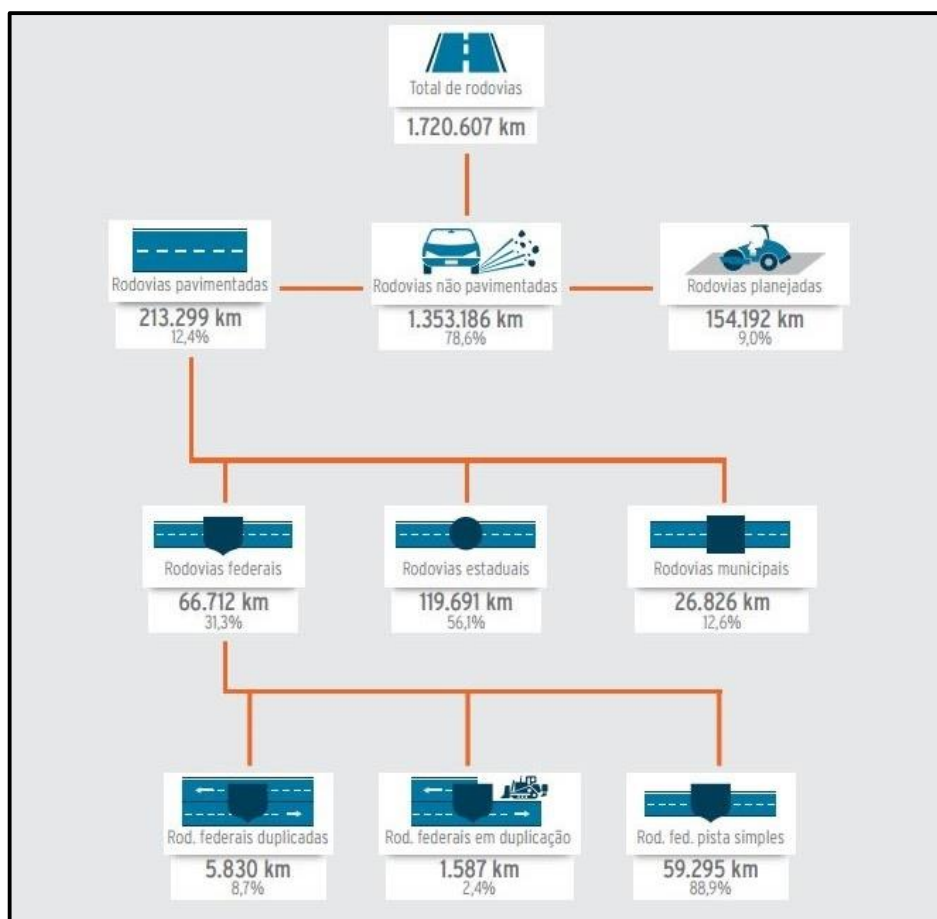 Total de rodovias
1.720.607 km
Rodovias pavimentadas
213.299 km
12,4%
Rodovias não pavimentadas
1.353.186 km
78,6%
Rodovias planejadas
154.192 km
9,0%
Rodovias federais
66.712 km
31,3%
Rodovias estaduais
119.691 km
56,1%
Rodovias municipais
26.826 km
12,6%
Rod. federais duplicadas
5.830 km
8,7%
Rod. federais em duplicação
1.587 km
2,4%
Rod. fed. pista simples
59.295 km
88,9%